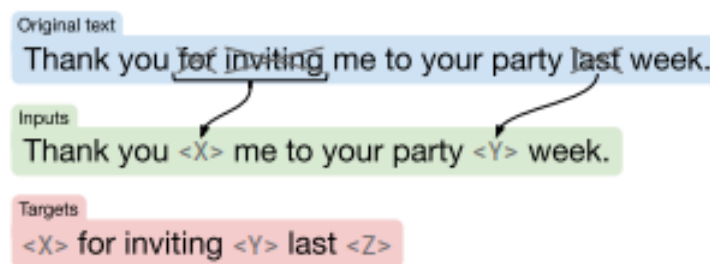 Original text
Thank you for inviting me to your party last week.
Inputs
Thank you <X> me to your party <Y> week.
Targets
<X> for inviting <Y> last <Z>